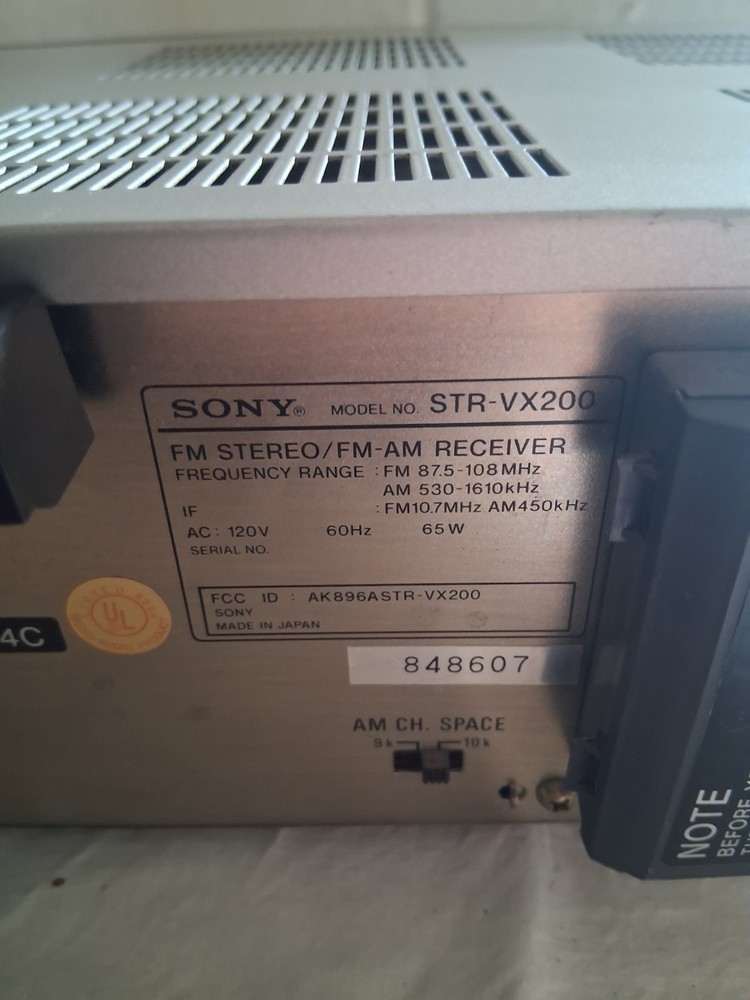 SONY® MODEL NO. STR-VX200
FM STEREO/FM-AM RECEIVER
FREQUENCY RANGE : FM 87.5-108MHz
AM 530-1610kHz
IF : FM10.7MHz AM450kHz
AC : 120V 60Hz 65W
SERIAL NO.
FCC ID : AK896ASTR-VX200
SONY
MADE IN JAPAN
UL
4C
848607
AM CH. SPACE
9k 10k
NOTE
BEFORE